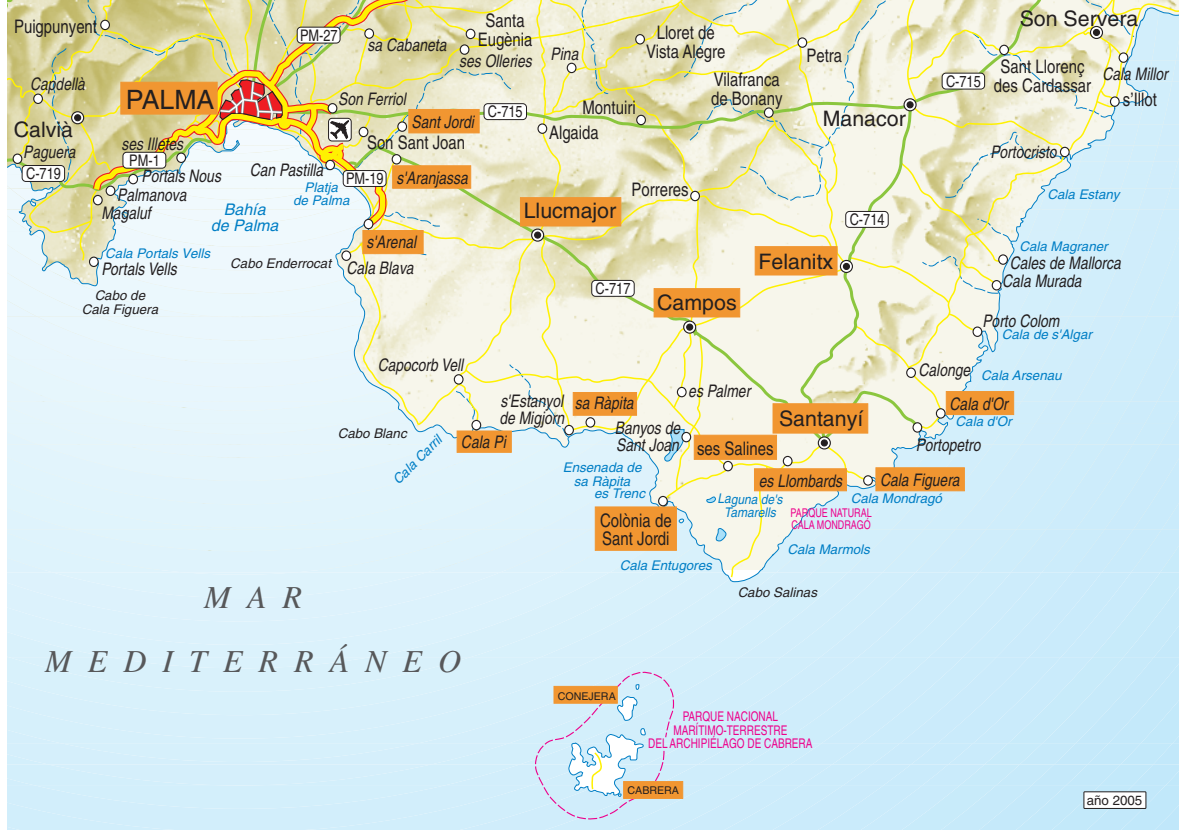 Puigpunyent
PM-27
sa Cabaneta
Santa
Eugènia
ses Olleries
Pina
Lloret de
Vista Alegre
Petra
Son Servera
Sant Llorenç
des Cardassar
Cala Millor
s'Illot
Capdellà
PALMA
Son Ferriol
Sant Jordi
C-715
Montuiri
Vilafranca
de Bonany
C-715
Manacor
Calvià
Paguera
ses Illetes
PM-1
C-719
Son Sant Joan
Algaida
Portocristo
Portals Nous
Palmanova
Magaluf
Can Pastilla
PM-19
s'Aranjassa
Platja
de Palma
Bahía
de Palma
Porreres
Cala Estany
Llucmajor
C-714
s'Arenal
Cala Portals Vells
Portals Vells
Cabo Enderrocat
Cala Blava
Felanitx
Cala Magraner
Cales de Mallorca
Cala Murada
Cabo de
Cala Figuera
C-717
Campos
Porto Colom
Cala de s'Algar
Capocorb Vell
Calonge
Cala Arsenau
es Palmer
s'Estanyol
de Migjorn
sa Ràpita
Cala d'Or
Cala d'Or
Cabo Blanc
Cala Pi
Cala Carril
Banyos de
Sant Joan
Santanyí
Portopetro
ses Salines
Ensenada de
sa Ràpita
es Trenc
es Llombards
Cala Figuera
Cala Mondragó
Laguna de's
Tamarells
PARQUE NATURAL
CALA MONDRAGÓ
Colònia de
Sant Jordi
Cala Marmols
Cala Entugores
Cabo Salinas
MAR
MEDITERRÁNEO
CONEJERA
PARQUE NACIONAL
MARÍTIMO-TERRESTRE
DEL ARCHIPIÉLAGO DE CABRERA
CABRERA
año 2005